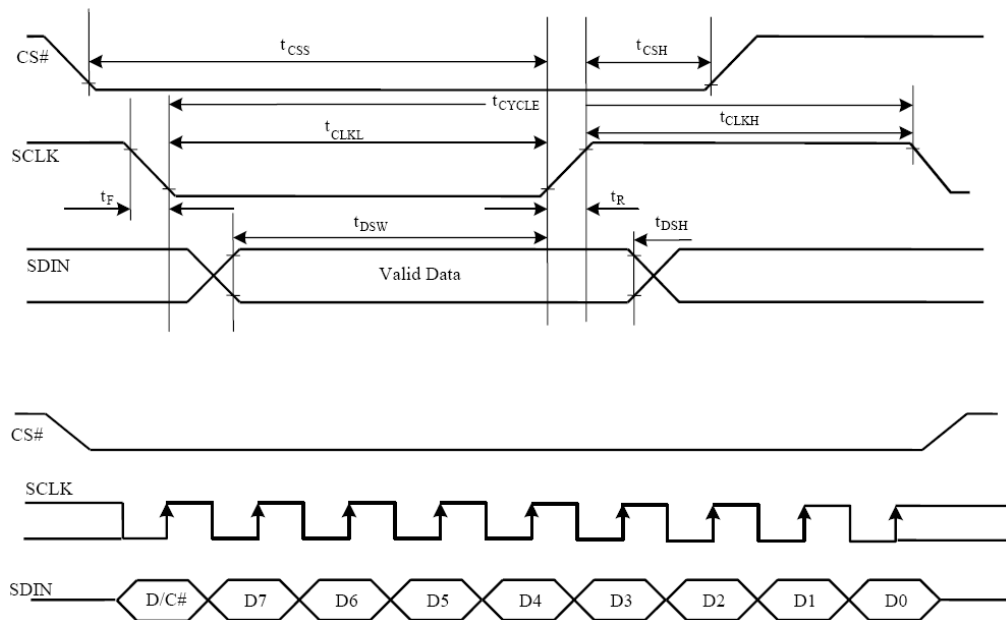 CS#
tCSS
tCSH
tCYCLE
tCLKL
tCLKH
SCLK
tF
tR
tDSW
tDSH
SDIN
Valid Data
CS#
SCLK
SDIN
D/C# D7 D6 D5 D4 D3 D2 D1 D0